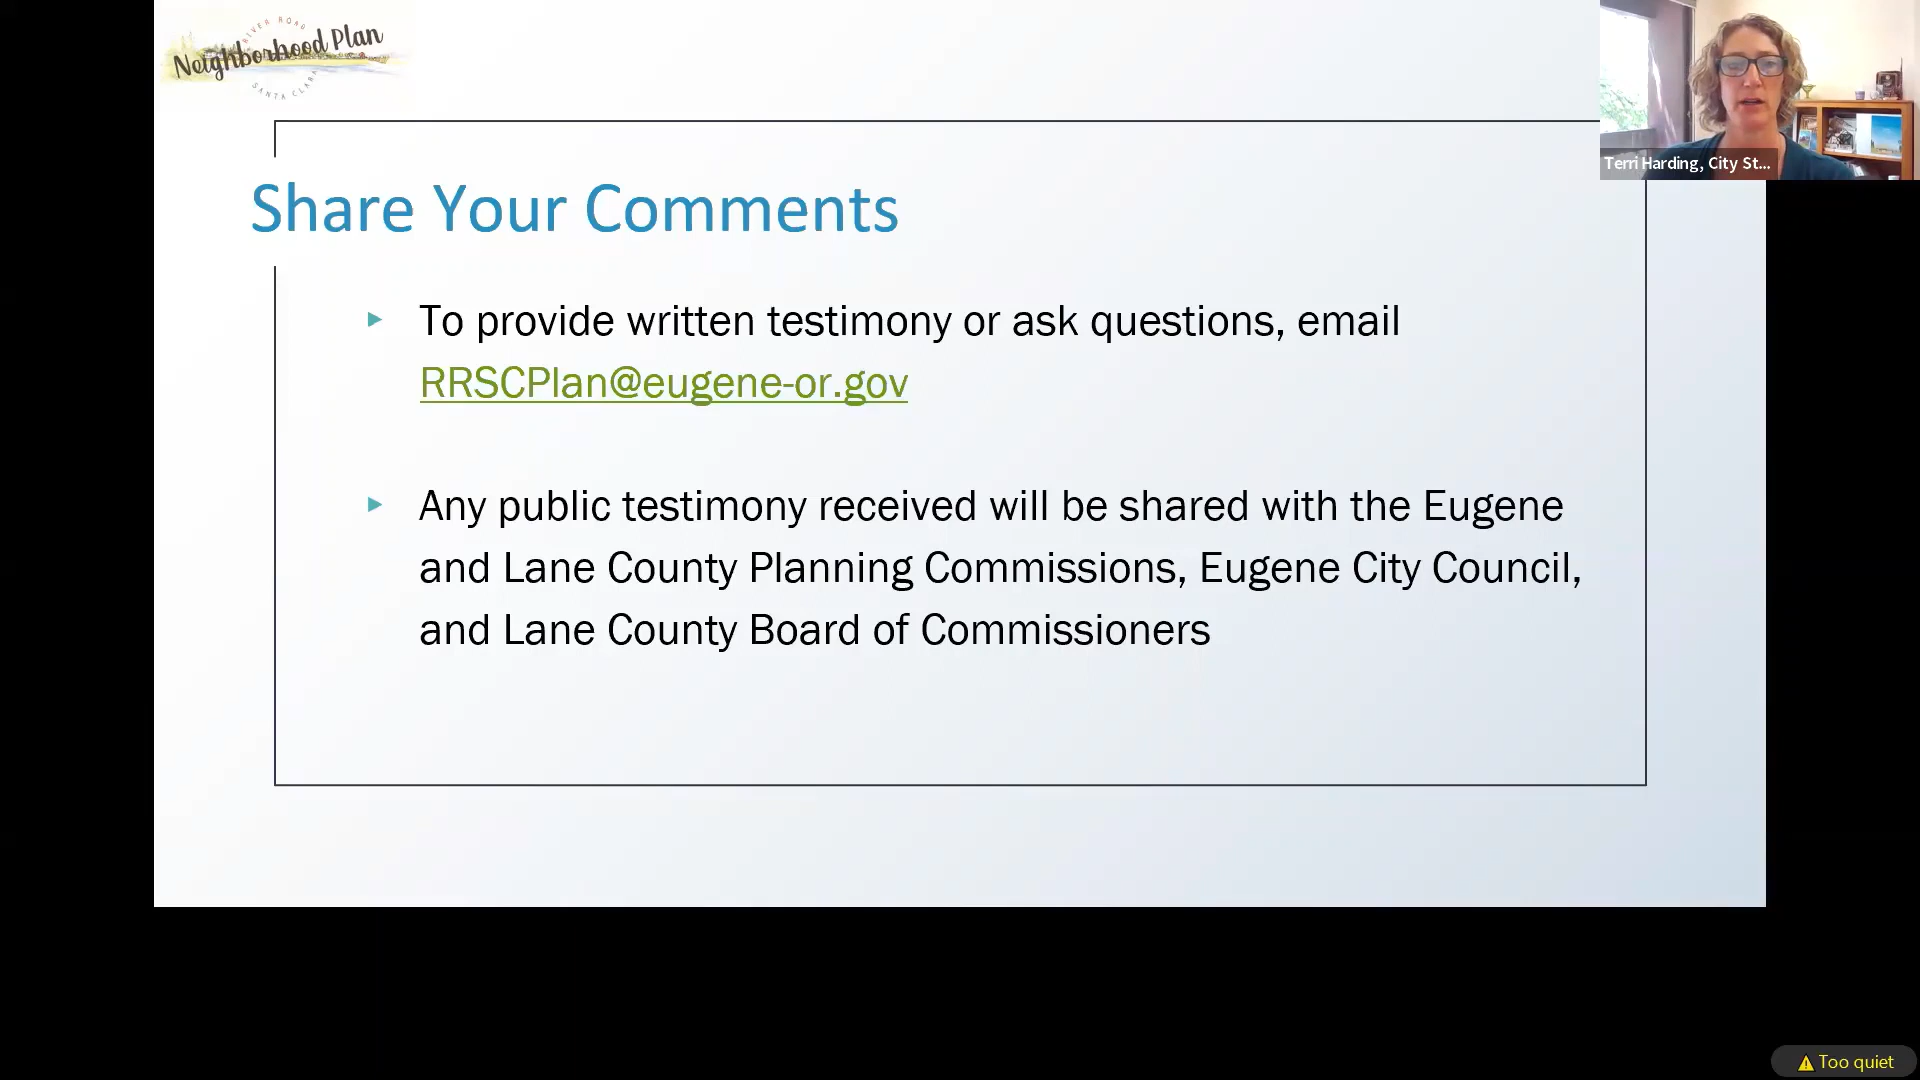 RIVER ROAD
Neighborhood Plan
SANTA CLARA
Terri Harding, City St...
Share Your Comments
To provide written testimony or ask questions, email
RRSCPlan@eugene-or.gov
Any public testimony received will be shared with the Eugene
and Lane County Planning Commissions, Eugene City Council,
and Lane County Board of Commissioners
Too quiet